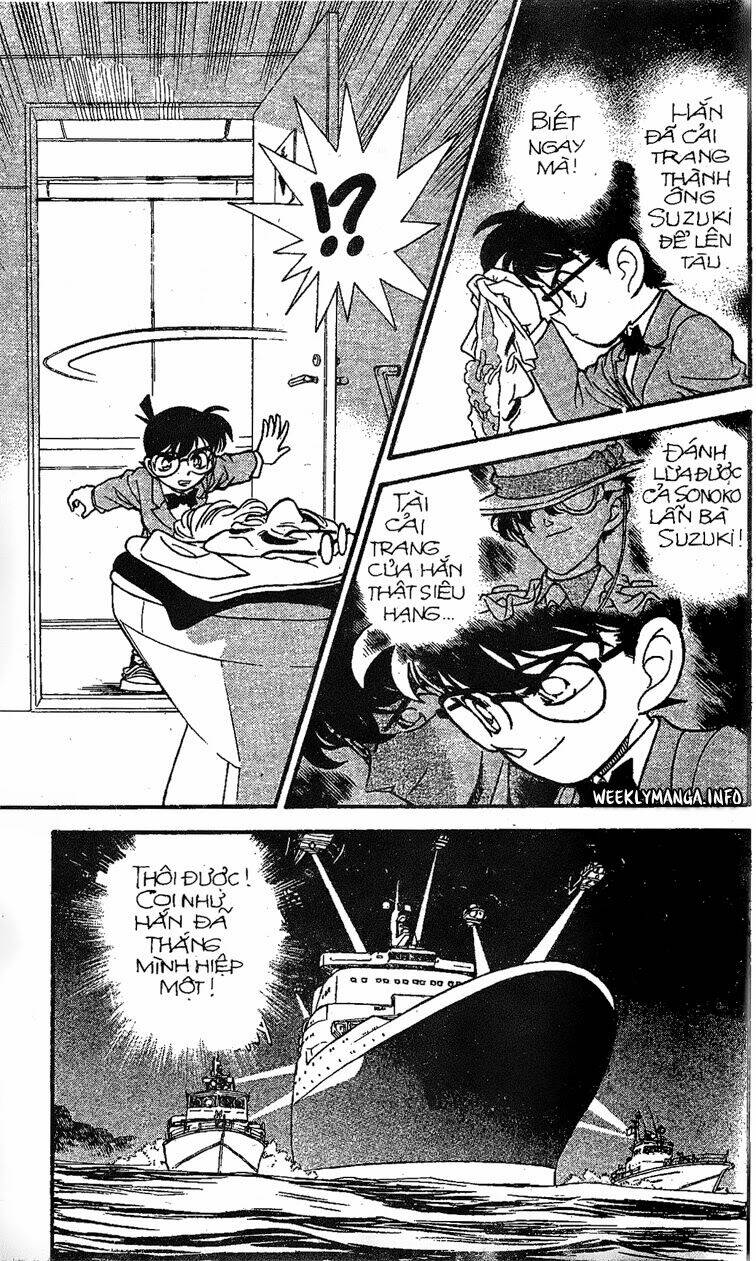 !?
BIẾT
NGAY
MÀ!
HẮN
ĐÃ CẢI
TRANG
THÀNH
ÔNG
SUZUKI
ĐỂ LÊN
TÀU
ĐÁNH
LỪA ĐƯỢC
CẢ SONOKO
LẪN BÀ
SUZUKI!
TÀI
CẢI
TRANG
CỦA HẮN
THẬT SIÊU
HẠNG...
WEEKLYMANGA.INFO
THÔI ĐƯỢC!
COI NHƯ
HẮN ĐÃ
THẮNG
MÌNH HIỆP
MỘT!